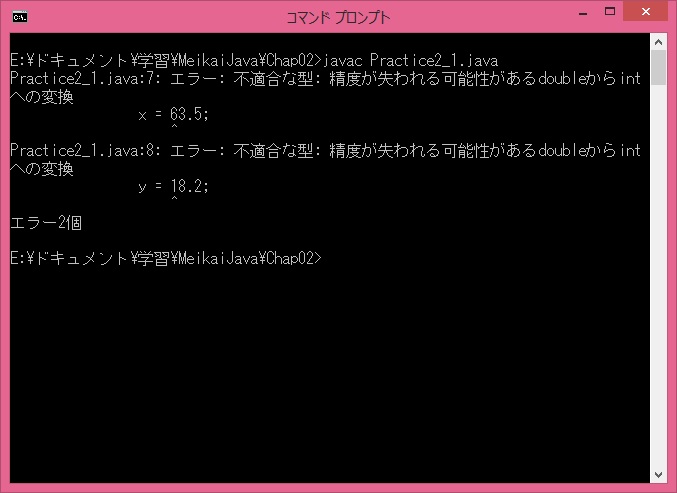 コマンド プロンプト
E:¥ドキュメント¥学習¥MeikaiJava¥Chap02>javac Practice2_1.java
Practice2_1.java:7: エラー: 不適合な型: 精度が失われる可能性があるdoubleからint
への変換
x = 63.5;
^
Practice2_1.java:8: エラー: 不適合な型: 精度が失われる可能性があるdoubleからint
への変換
y = 18.2;
^
エラー2個
E:¥ドキュメント¥学習¥MeikaiJava¥Chap02>